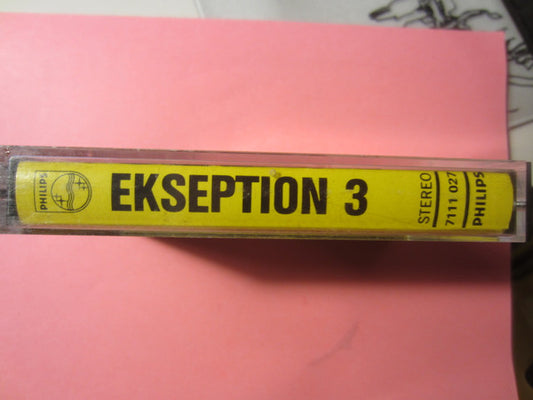 PHILIPS
EKSEPTION 3
STEREO
7111 027
PHILIPS